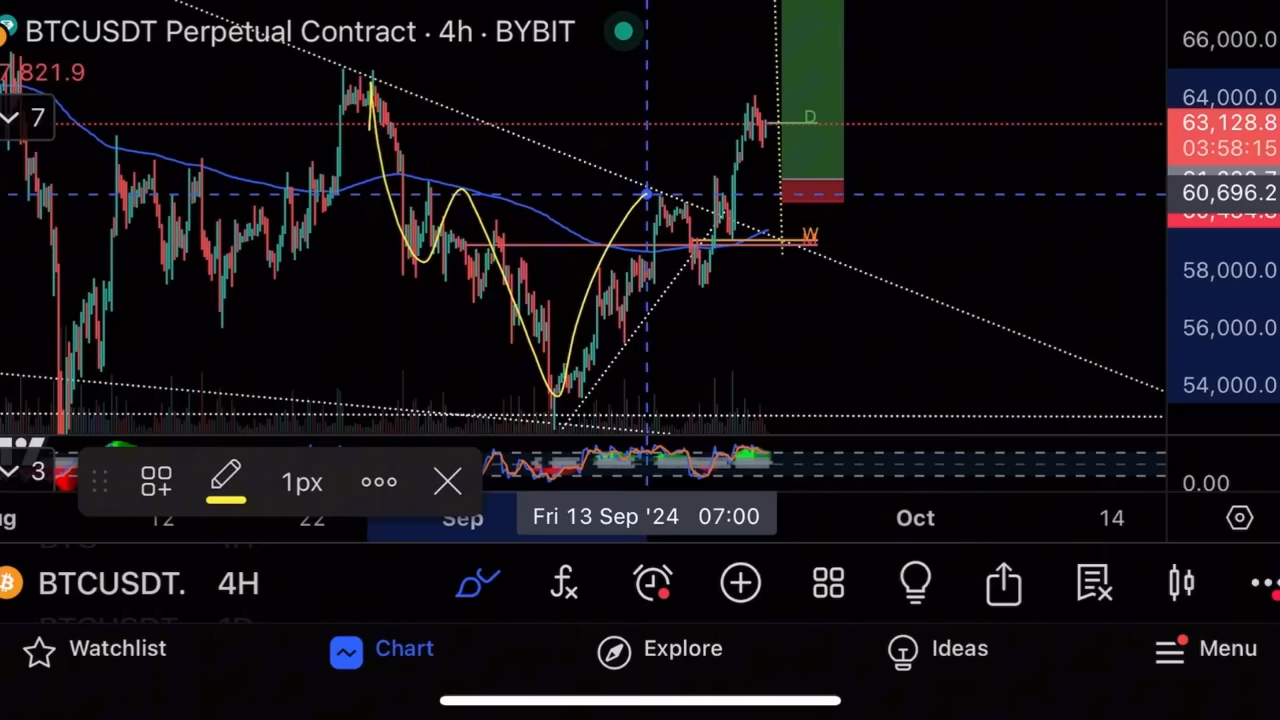 BTCUSDT Perpetual Contract · 4h · BYBIT
7,821.9
7
66,000.0
64,000.0
63,128.8
03:58:15
60,696.2
58,000.0
56,000.0
54,000.0
D
W
3
1px
0.00
12
22
Sep
Fri 13 Sep '24 07:00
Oct
14
BTCUSDT. 4H
Watchlist
Chart
Explore
Ideas
Menu